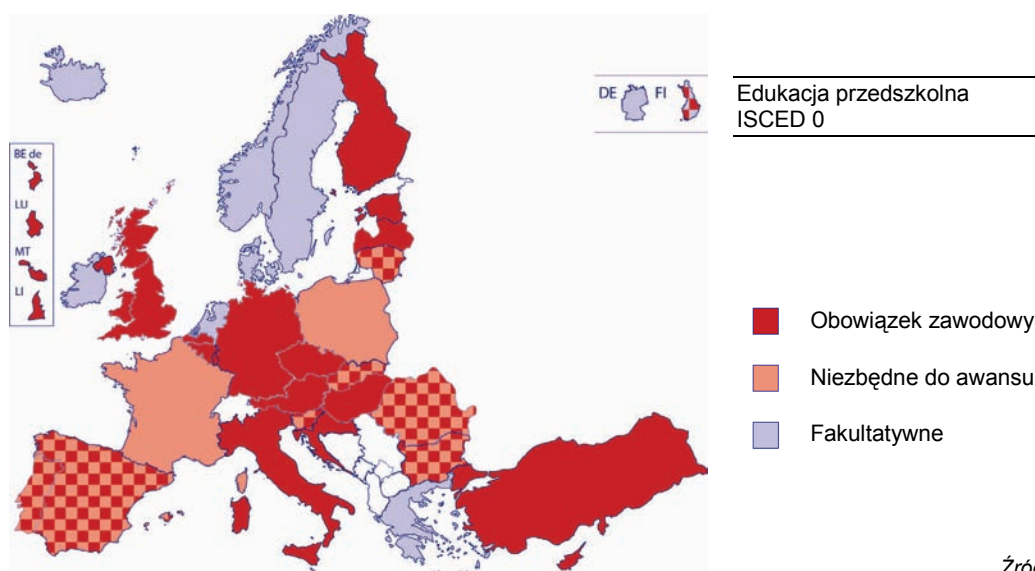 DE FI
Edukacja przedszkolna
ISCED 0
BE de
LU
MT
LI
Obowiązek zawodowy
Niezbędne do awansu
Fakultatywne